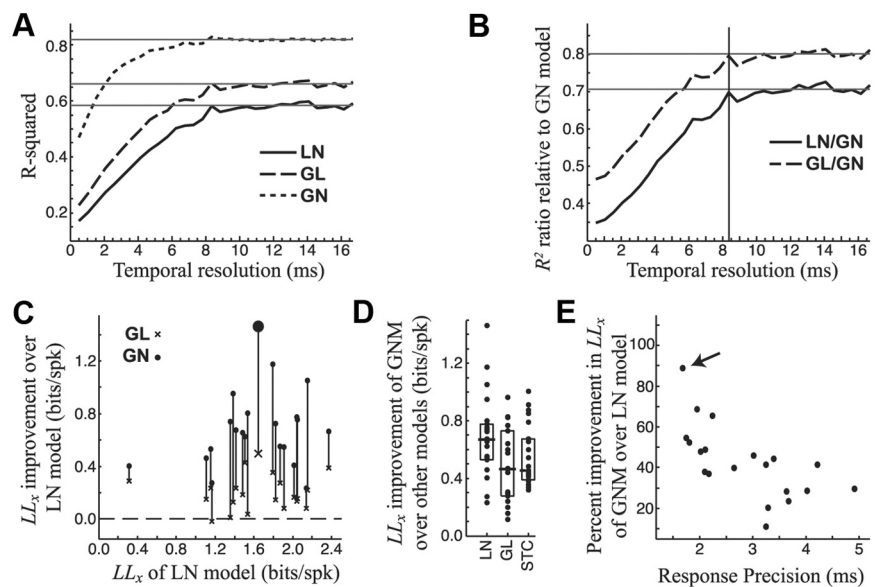 A
R-squared
0.8
0.6
0.4
0.2
LN
GL
GN
0 2 4 6 8 10 12 14 16
Temporal resolution (ms)
B
R² ratio relative to GN model
0.8
0.7
0.6
0.5
0.4
LN/GN
GL/GN
0 2 4 6 8 10 12 14 16
Temporal resolution (ms)
C
LLx improvement over
LN model (bits/spk)
GL ×
GN •
1.2
0.8
0.4
0.0
0.0 0.4 0.8 1.2 1.6 2.0 2.4
LLx of LN model (bits/spk)
D
LLx improvement of GNM
over other models (bits/spk)
1.2
0.8
0.4
0.0
LN
GL
STC
E
Percent improvement in LLx
of GNM over LN model
100
80
60
40
20
2 3 4 5
Response Precision (ms)